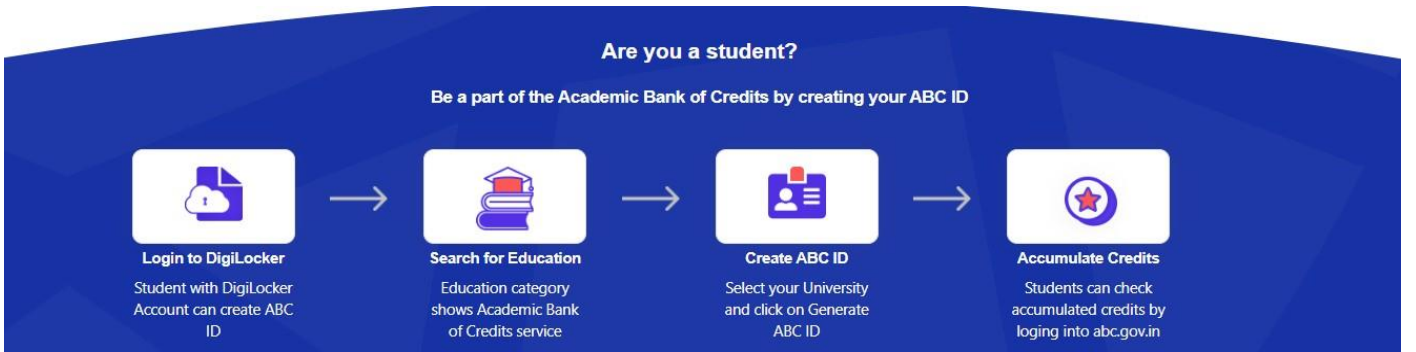 Are you a student?
Be a part of the Academic Bank of Credits by creating your ABC ID
Login to DigiLocker
Student with DigiLocker
Account can create ABC
ID
Search for Education
Education category
shows Academic Bank
of Credits service
Create ABC ID
Select your University
and click on Generate
ABC ID
Accumulate Credits
Students can check
accumulated credits by
loging into abc.gov.in